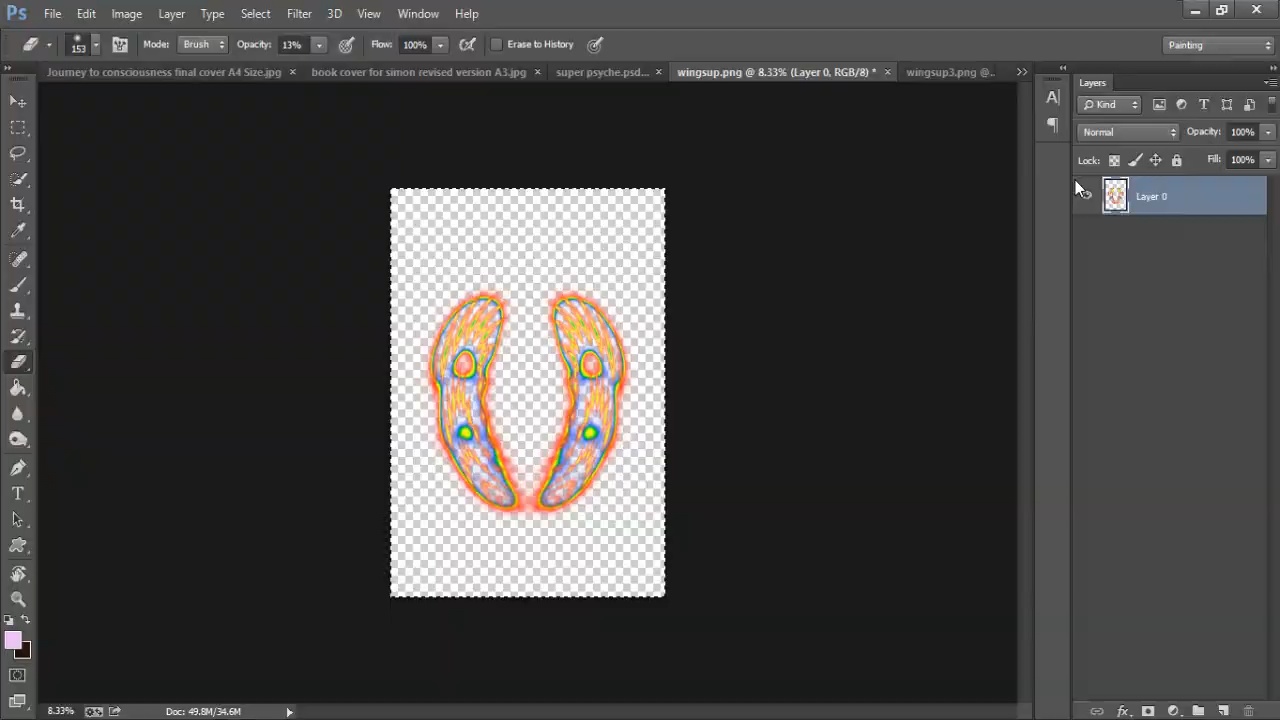 Ps File Edit Image Layer Type Select Filter 3D View Window Help
153 Mode: Brush Opacity: 13% Flow: 100% Erase to History Painting
Journey to consciousness final cover A4 Size.jpg × book cover for simon revised version A3.jpg × super psyche.psd... × wingsup.png @ 8.33% (Layer 0, RGB/8) * × wingsup3.png @... »
Layers
Kind T
Normal Opacity: 100%
Lock: Fill: 100%
Layer 0
A
¶
T
8.33% Doc: 49.8M/34.6M
fx